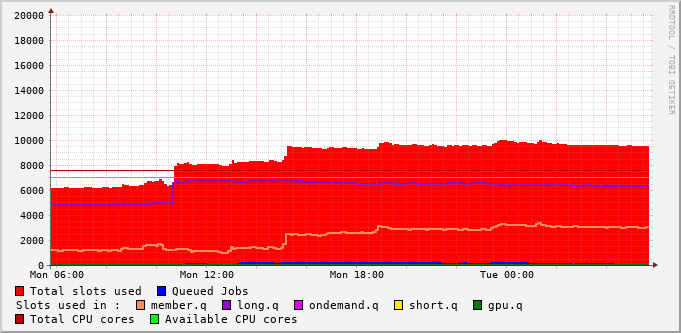 RRDTOOL / TOBI OETIKER
20000
18000
16000
14000
12000
10000
8000
6000
4000
2000
0
Mon 06:00 Mon 12:00 Mon 18:00 Tue 00:00
Total slots used Queued Jobs
Slots used in : member.q long.q ondemand.q short.q gpu.q
Total CPU cores Available CPU cores